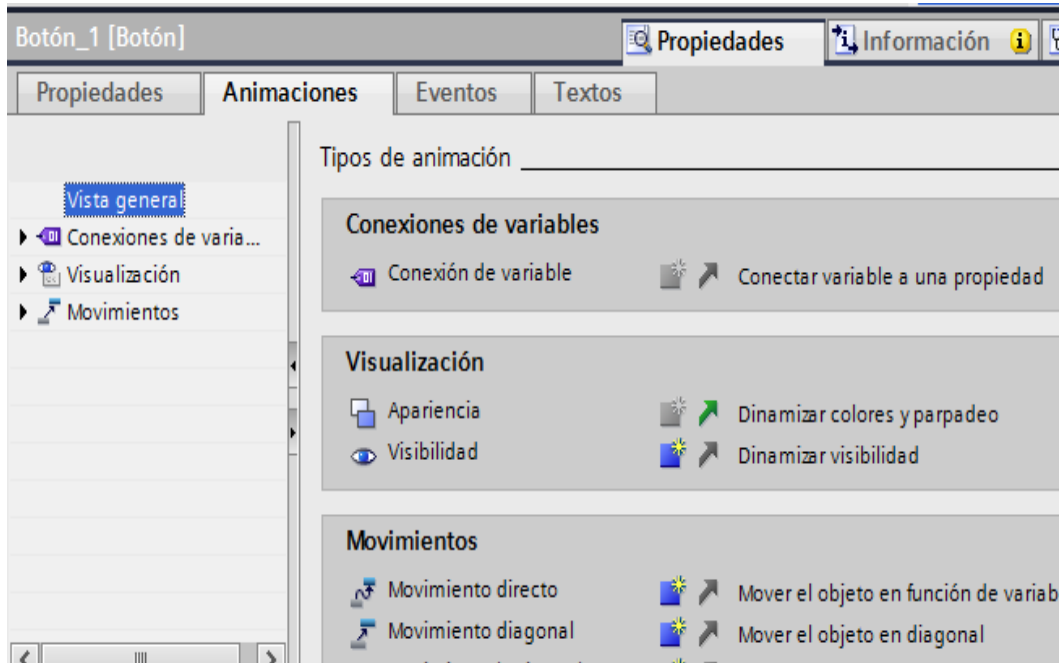 Botón_1 [Botón]
Propiedades
Información
Propiedades
Animaciones
Eventos
Textos
Tipos de animación
Vista general
Conexiones de varia...
Visualización
Movimientos
Conexiones de variables
Conexión de variable
Conectar variable a una propiedad
Visualización
Apariencia
Dinamizar colores y parpadeo
Visibilidad
Dinamizar visibilidad
Movimientos
Movimiento directo
Mover el objeto en función de variab
Movimiento diagonal
Mover el objeto en diagonal